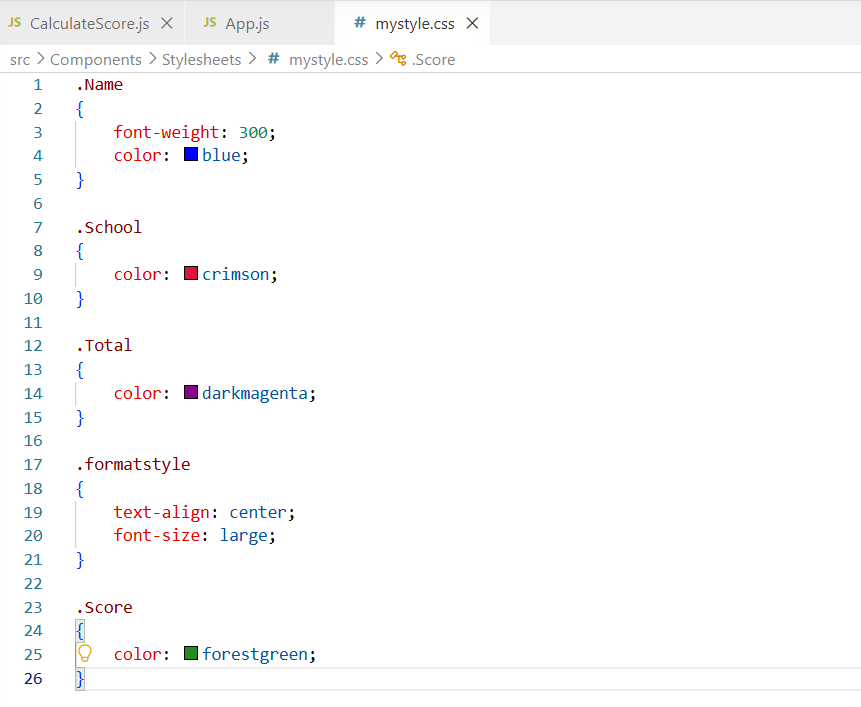 JS CalculateScore.js × JS App.js # mystyle.css ×
src > Components > Stylesheets > # mystyle.css > .Score
1 .Name
2 {
3 font-weight: 300;
4 color: blue;
5 }
6
7 .School
8 {
9 color: crimson;
10 }
11
12 .Total
13 {
14 color: darkmagenta;
15 }
16
17 .formatstyle
18 {
19 text-align: center;
20 font-size: large;
21 }
22
23 .Score
24 {
25 color: forestgreen;
26 }